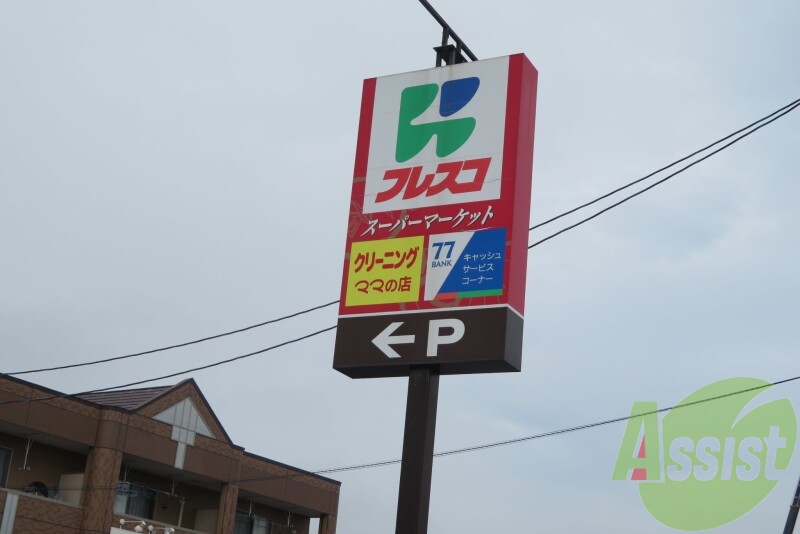 フレスコ
スーパーマーケット
クリーニング
ママの店
77
BANK
キャッシュ
サービス
コーナー
←P
Assist